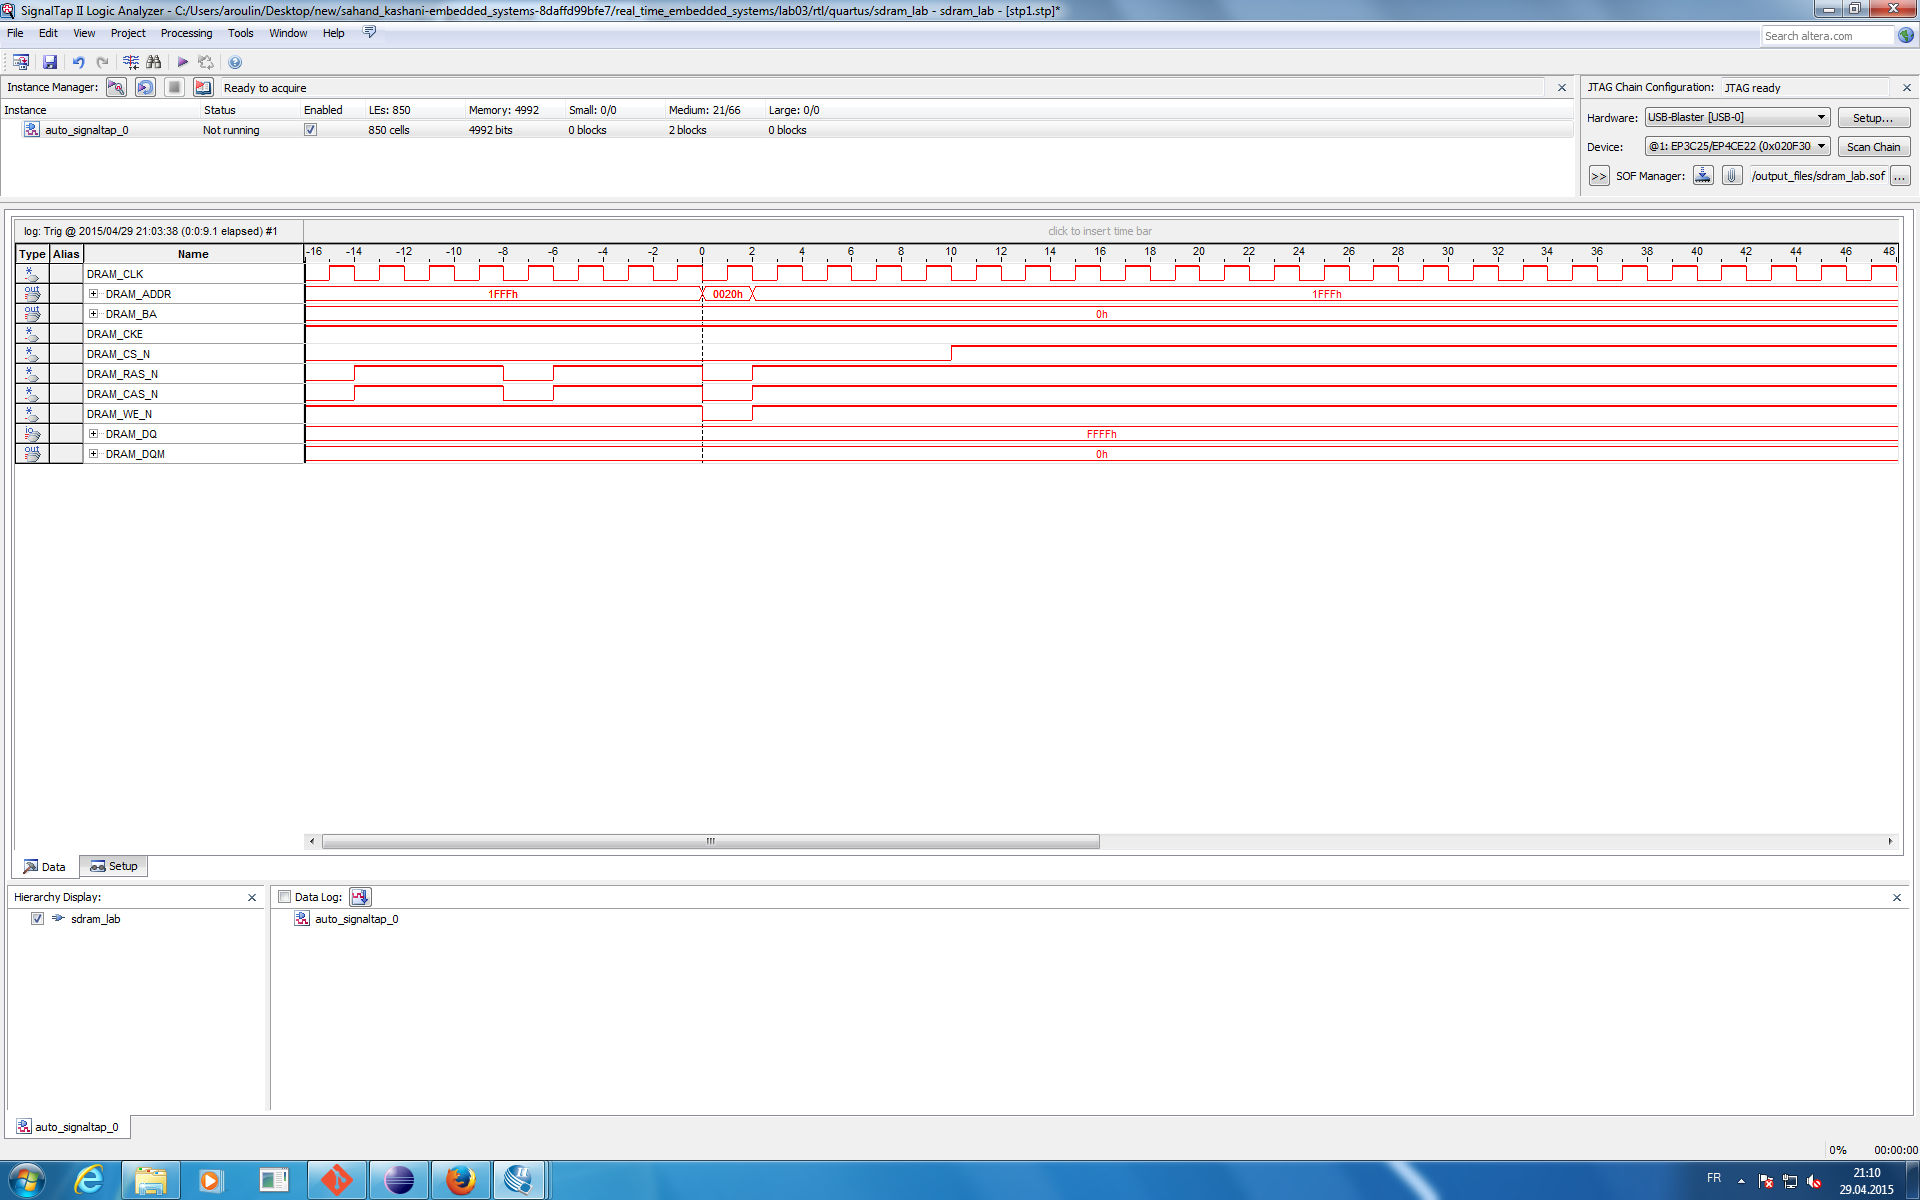 SignalTap II Logic Analyzer - C:/Users/aroulin/Desktop/new/sahand_kashani-embedded_systems-8daffd99bfe7/real_time_embedded_systems/lab03/rtl/quartus/sdram_lab - sdram_lab - [stp1.stp]*
File Edit View Project Processing Tools Window Help
Search altera.com
Instance Manager: Ready to acquire
Instance Status Enabled LEs: 850 Memory: 4992 Small: 0/0 Medium: 21/66 Large: 0/0
auto_signaltap_0 Not running 850 cells 4992 bits 0 blocks 2 blocks 0 blocks
JTAG Chain Configuration: JTAG ready
Hardware: USB-Blaster [USB-0] Setup...
Device: @1: EP3C25/EP4CE22 (0x020F30 Scan Chain
>> SOF Manager: /output_files/sdram_lab.sof ...
log: Trig @ 2015/04/29 21:03:38 (0:0:9.1 elapsed) #1 click to insert time bar
Type Alias Name -16 -14 -12 -10 -8 -6 -4 -2 0 2 4 6 8 10 12 14 16 18 20 22 24 26 28 30 32 34 36 38 40 42 44 46 48
DRAM_CLK
out DRAM_ADDR 1FFFh 0020h 1FFFh
out DRAM_BA 0h
DRAM_CKE
DRAM_CS_N
DRAM_RAS_N
DRAM_CAS_N
DRAM_WE_N
io DRAM_DQ FFFFh
out DRAM_DQM 0h
Data Setup
Hierarchy Display:
sdram_lab
Data Log:
auto_signaltap_0
auto_signaltap_0
0% 00:00:00
FR 21:10
29.04.2015